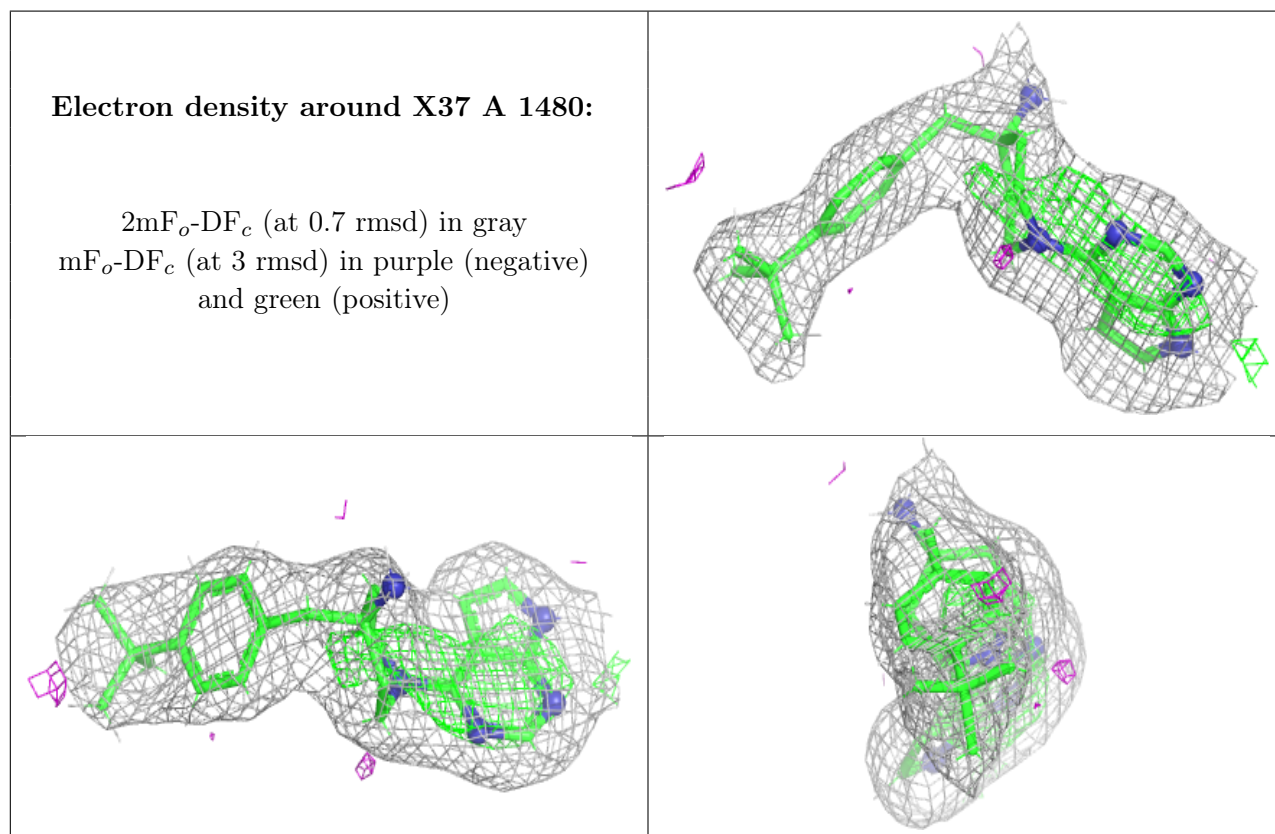 Electron density around X37 A 1480:
2mFo-DFc (at 0.7 rmsd) in gray
mFo-DFc (at 3 rmsd) in purple (negative)
and green (positive)